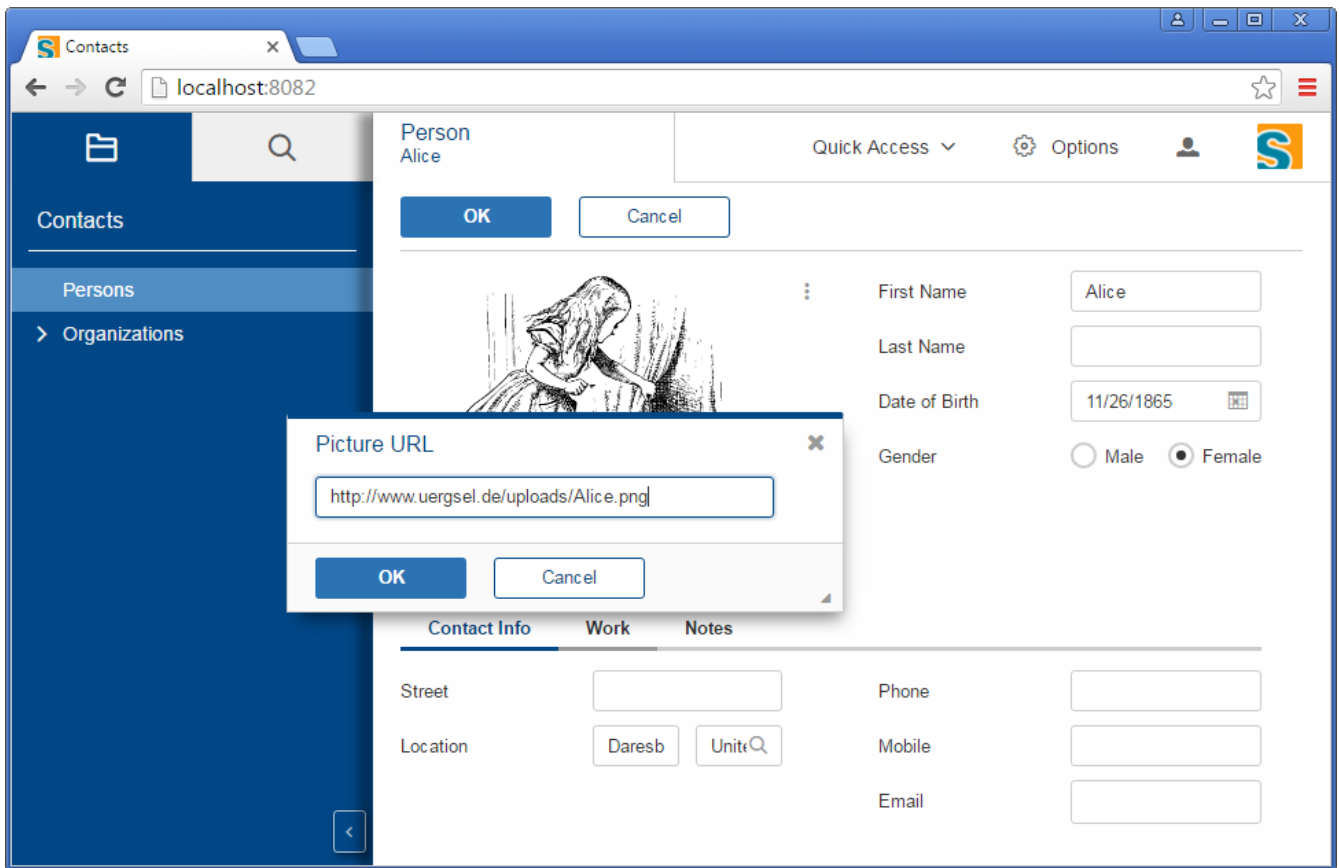 Contacts
localhost:8082
Person
Alice
Quick Access
Options
Contacts
OK
Cancel
Persons
Organizations
First Name
Alice
Last Name
Date of Birth
11/26/1865
Gender
Male
Female
Picture URL
http://www.uergsel.de/uploads/Alice.png
OK
Cancel
Contact Info
Work
Notes
Street
Phone
Location
Daresb
Unite
Mobile
Email